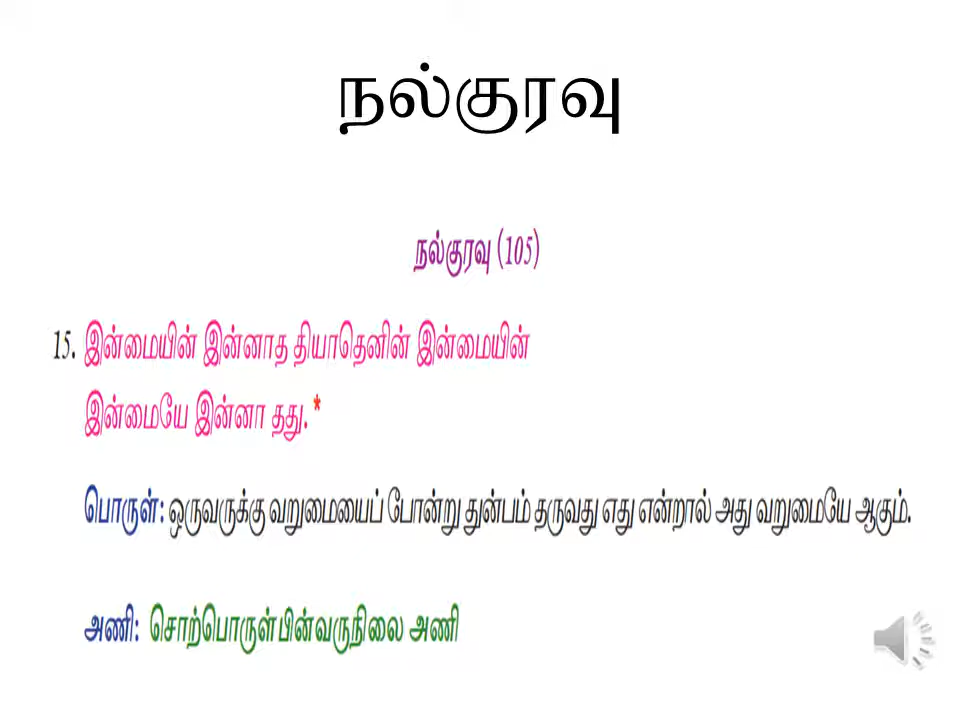 நல்குரவு
நல்குரவு (105)
15. இன்மையின் இன்னாத தியாதெனின் இன்மையின்
இன்மையே இன்னா தது.*
பொருள்: ஒருவருக்கு வறுமையைப் போன்று துன்பம் தருவது எது என்றால் அது வறுமையே ஆகும்.
அணி: சொற்பொருள்பின்வருநிலை அணி